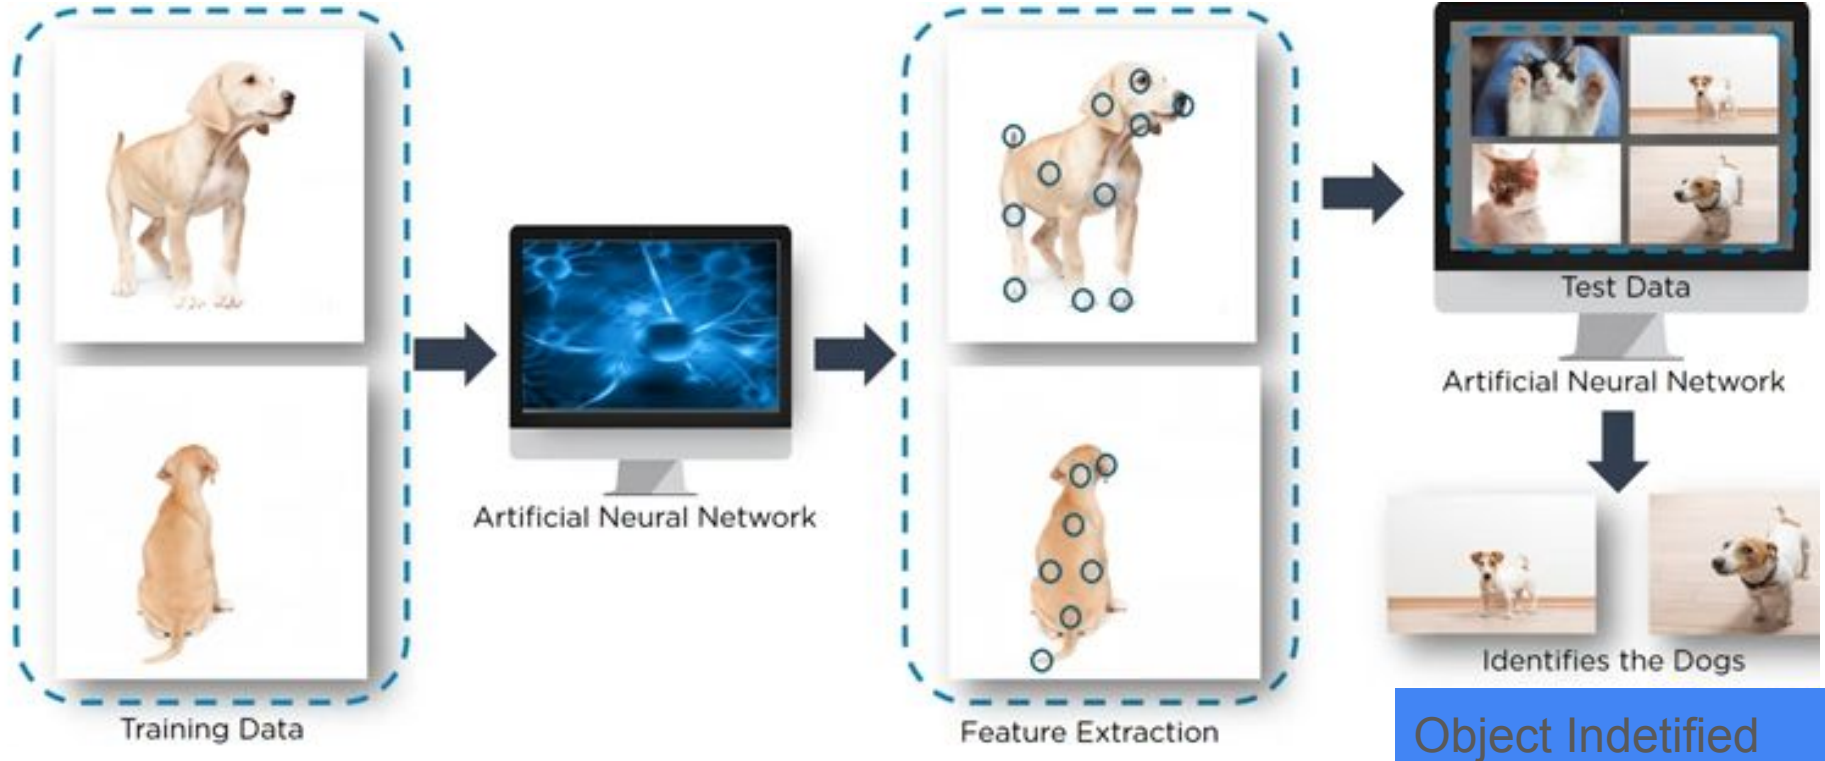 Training Data
Artificial Neural Network
Feature Extraction
Test Data
Artificial Neural Network
Identifies the Dogs
Object Indetified